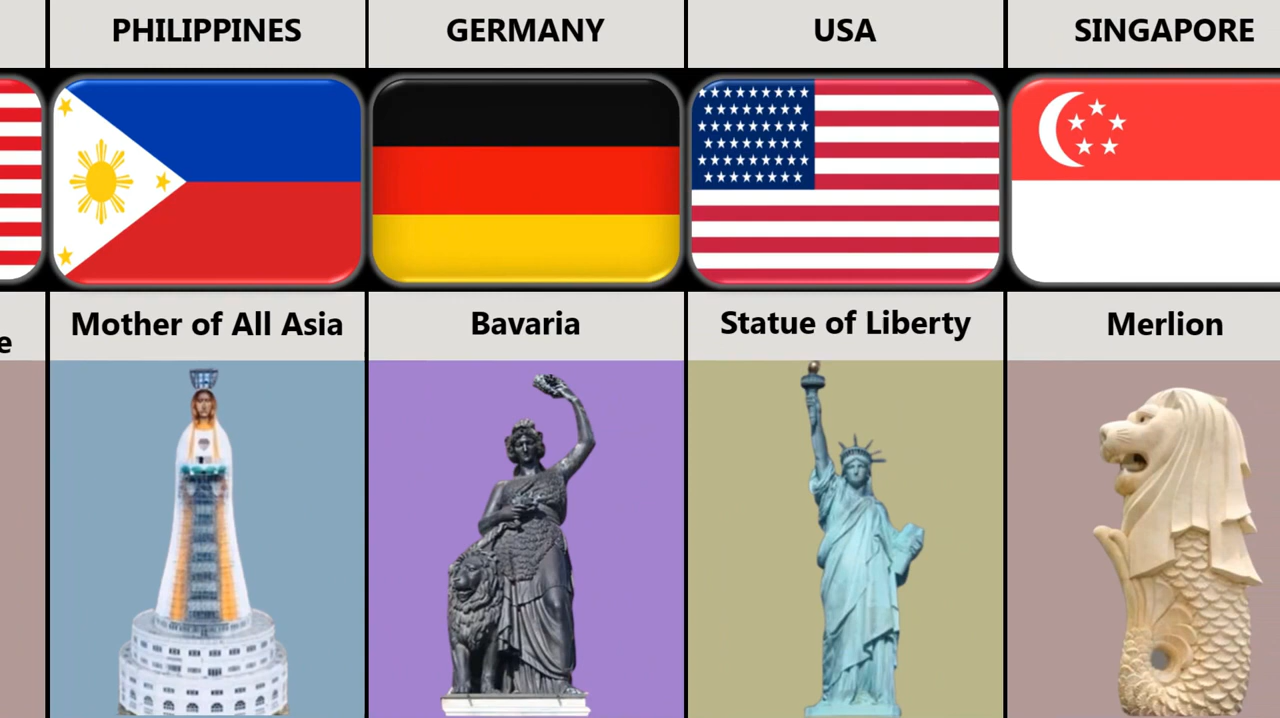 PHILIPPINES
GERMANY
USA
SINGAPORE
e
Mother of All Asia
Bavaria
Statue of Liberty
Merlion